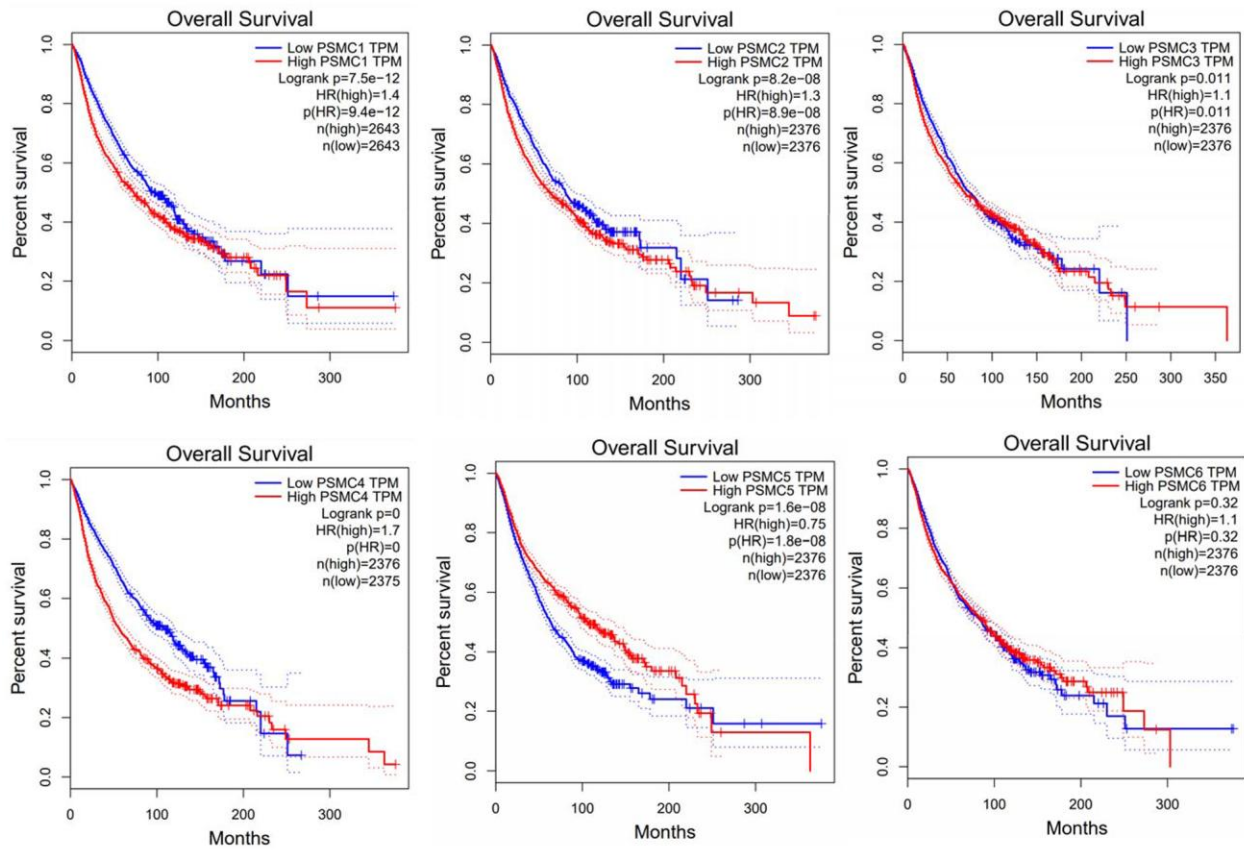 Overall Survival
Low PSMC1 TPM
High PSMC1 TPM
Logrank p=7.5e−12
HR(high)=1.4
p(HR)=9.4e−12
n(high)=2643
n(low)=2643
Percent survival
0.0 0.2 0.4 0.6 0.8 1.0
0 100 200 300
Months
Overall Survival
Low PSMC2 TPM
High PSMC2 TPM
Logrank p=8.2e−08
HR(high)=1.3
p(HR)=8.9e−08
n(high)=2376
n(low)=2376
Percent survival
0.0 0.2 0.4 0.6 0.8 1.0
0 100 200 300
Months
Overall Survival
Low PSMC3 TPM
High PSMC3 TPM
Logrank p=0.011
HR(high)=1.1
p(HR)=0.011
n(high)=2376
n(low)=2376
Percent survival
0.0 0.2 0.4 0.6 0.8 1.0
0 50 100 150 200 250 300 350
Months
Overall Survival
Low PSMC4 TPM
High PSMC4 TPM
Logrank p=0
HR(high)=1.7
p(HR)=0
n(high)=2376
n(low)=2375
Percent survival
0.0 0.2 0.4 0.6 0.8 1.0
0 100 200 300
Months
Overall Survival
Low PSMC5 TPM
High PSMC5 TPM
Logrank p=1.6e−08
HR(high)=0.75
p(HR)=1.8e−08
n(high)=2376
n(low)=2376
Percent survival
0.0 0.2 0.4 0.6 0.8 1.0
0 100 200 300
Months
Overall Survival
Low PSMC6 TPM
High PSMC6 TPM
Logrank p=0.32
HR(high)=1.1
p(HR)=0.32
n(high)=2376
n(low)=2376
Percent survival
0.0 0.2 0.4 0.6 0.8 1.0
0 100 200 300
Months